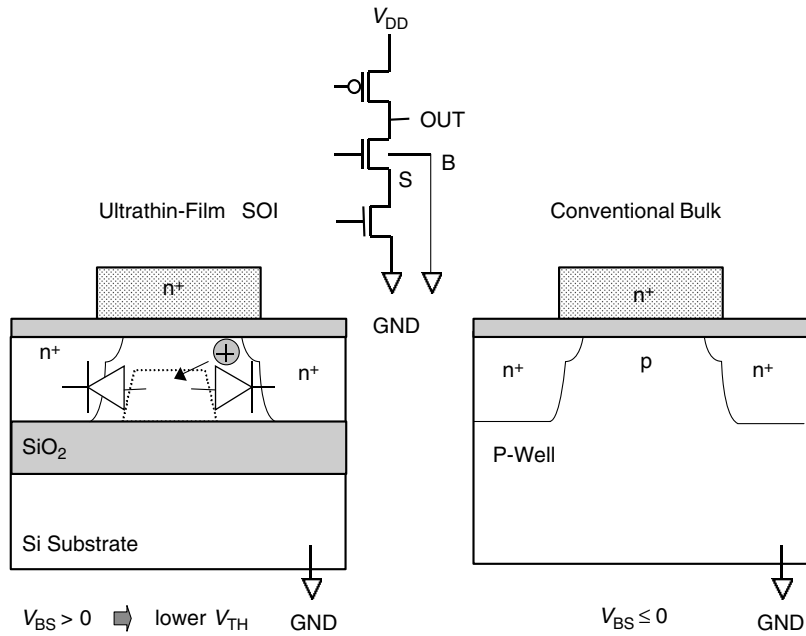 V_DD
OUT
B
S
Ultrathin-Film SOI
Conventional Bulk
GND
n⁺
n⁺
n⁺
+
n⁺
n⁺
p
n⁺
SiO₂
P-Well
Si Substrate
V_BS > 0 ⇨ lower V_TH
GND
V_BS ≤ 0
GND